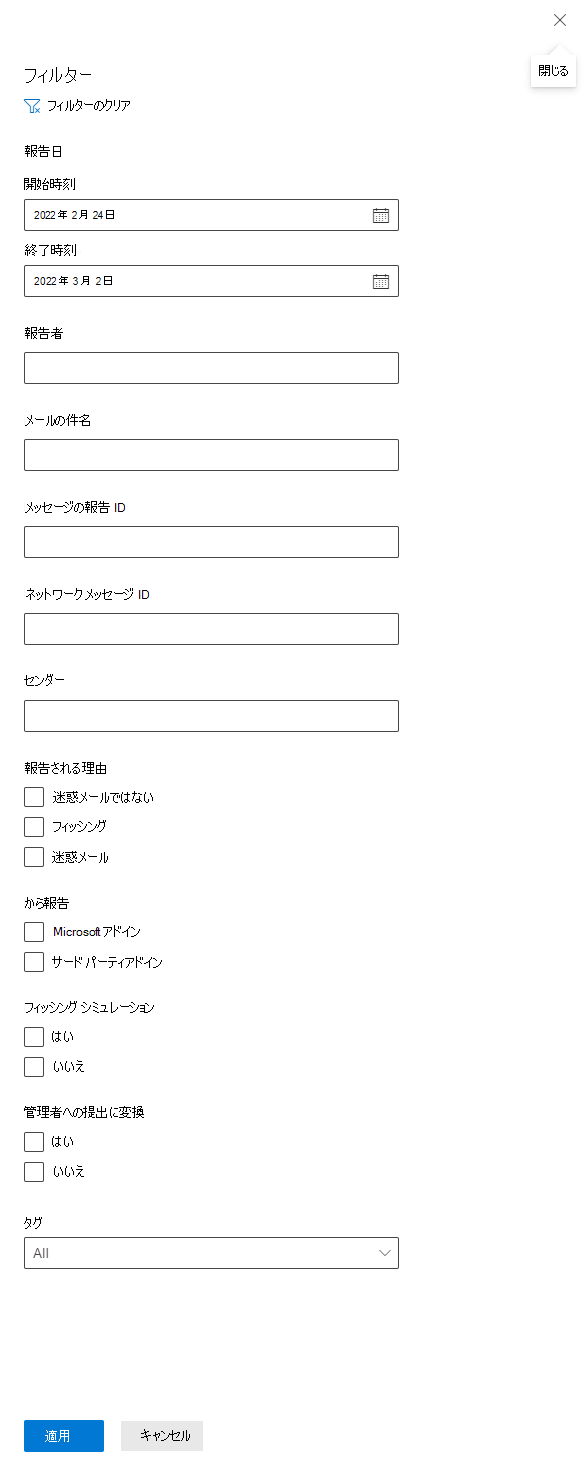 閉じる
フィルター
フィルターのクリア
報告日
開始時刻
2022 年 2 月 24 日
終了時刻
2022 年 3 月 2 日
報告者
メールの件名
メッセージの報告 ID
ネットワーク メッセージ ID
センダー
報告される理由
迷惑メールではない
フィッシング
迷惑メール
から報告
Microsoft アドイン
サード パーティ アドイン
フィッシング シミュレーション
はい
いいえ
管理者への提出に変換
はい
いいえ
タグ
All
適用 キャンセル